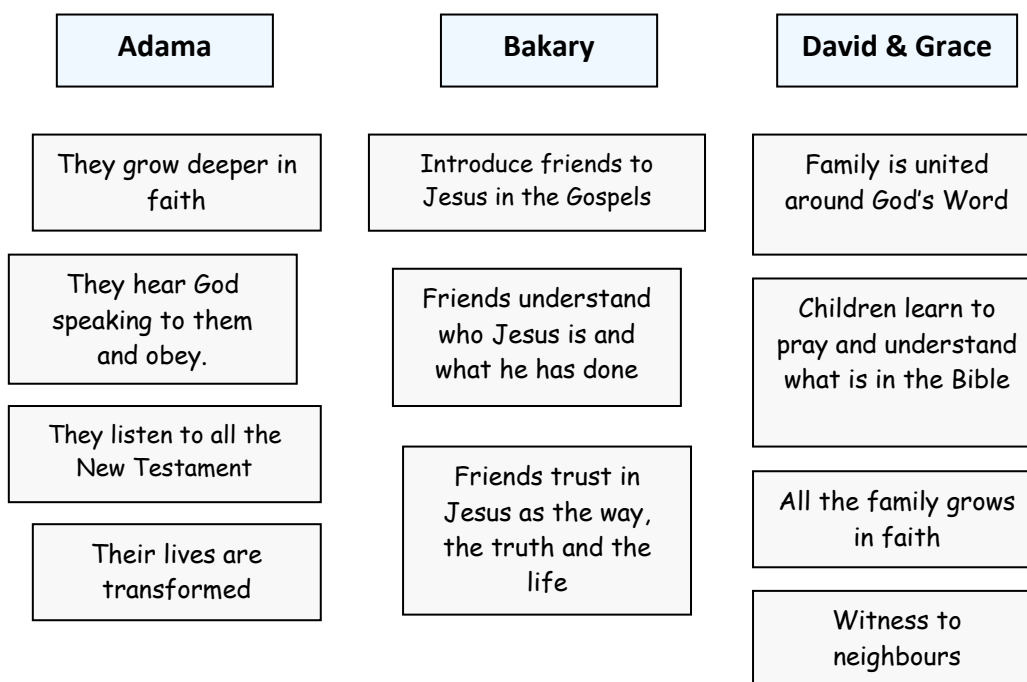 Adama
They grow deeper in
faith
They hear God
speaking to them
and obey.
They listen to all the
New Testament
Their lives are
transformed
Bakary
Introduce friends to
Jesus in the Gospels
Friends understand
who Jesus is and
what he has done
Friends trust in
Jesus as the way,
the truth and the
life
David & Grace
Family is united
around God's Word
Children learn to
pray and understand
what is in the Bible
All the family grows
in faith
Witness to
neighbours